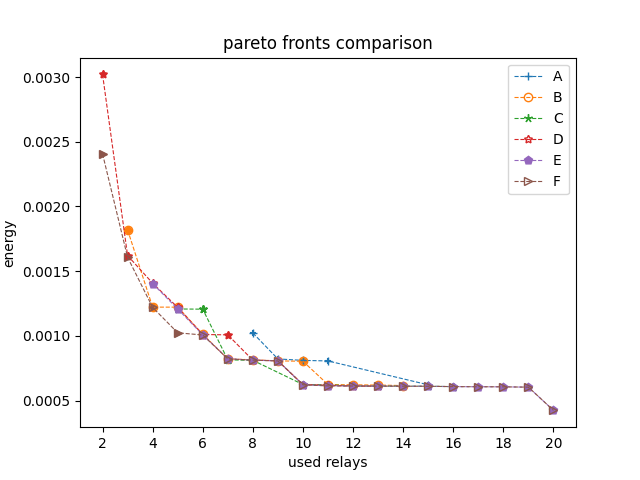 pareto fronts comparison
A
B
C
D
E
F
0.0030
0.0025
0.0020
0.0015
0.0010
0.0005
energy
2 4 6 8 10 12 14 16 18 20
used relays